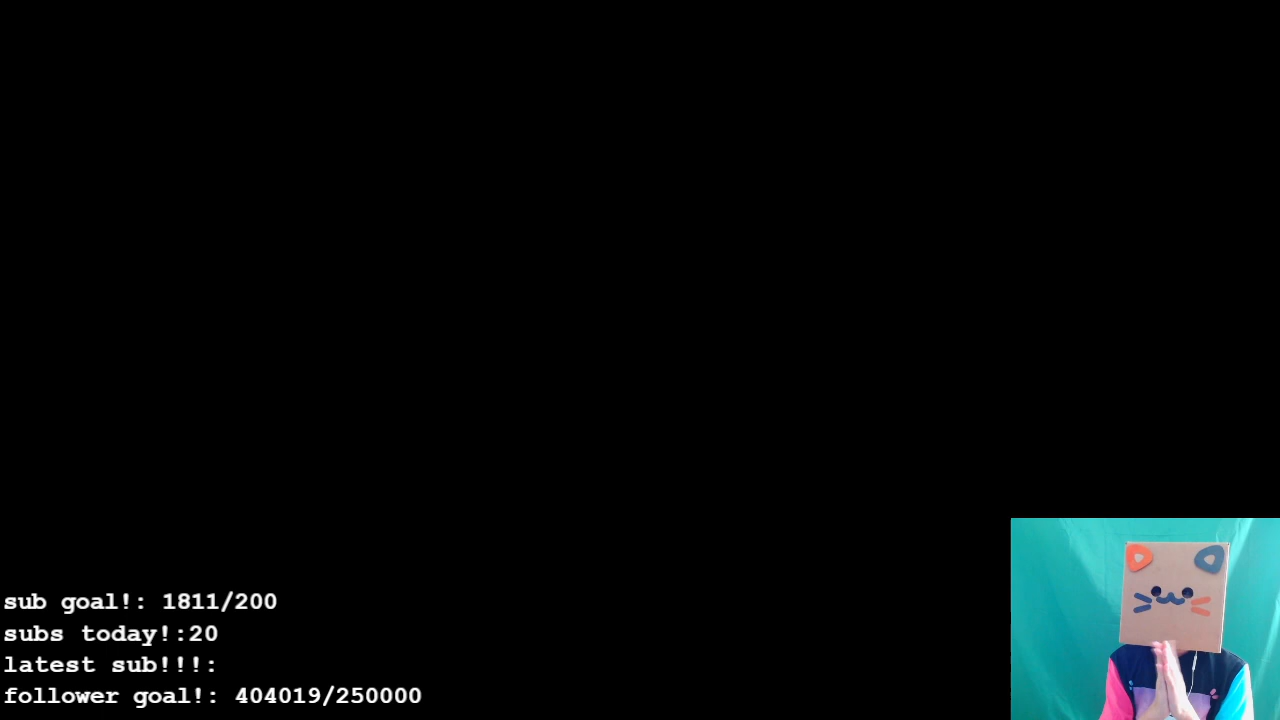 sub goal!: 1811/200
subs today!:20
latest sub!!!:
follower goal!: 404019/250000